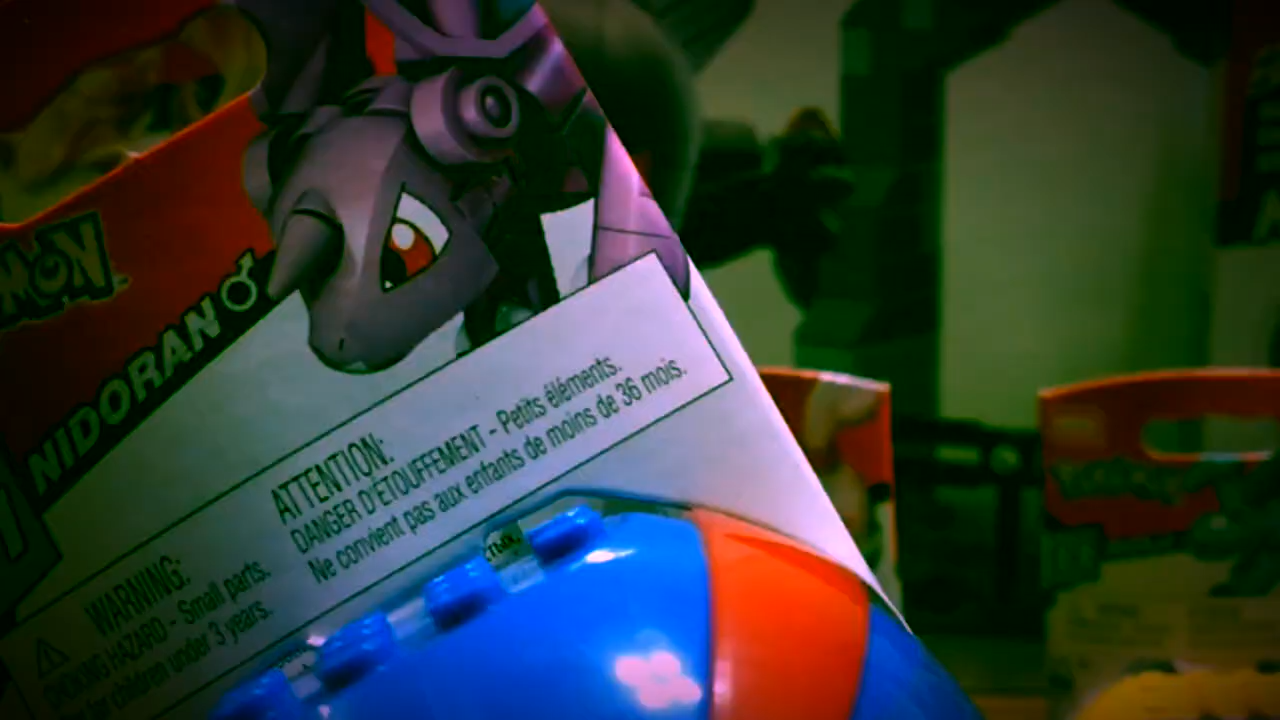 MON
NIDORAN♂
ATTENTION:
DANGER D'ÉTOUFFEMENT - Petits éléments.
Ne convient pas aux enfants de moins de 36 mois.
WARNING:
HAZARD - Small parts.
for children under 3 years.